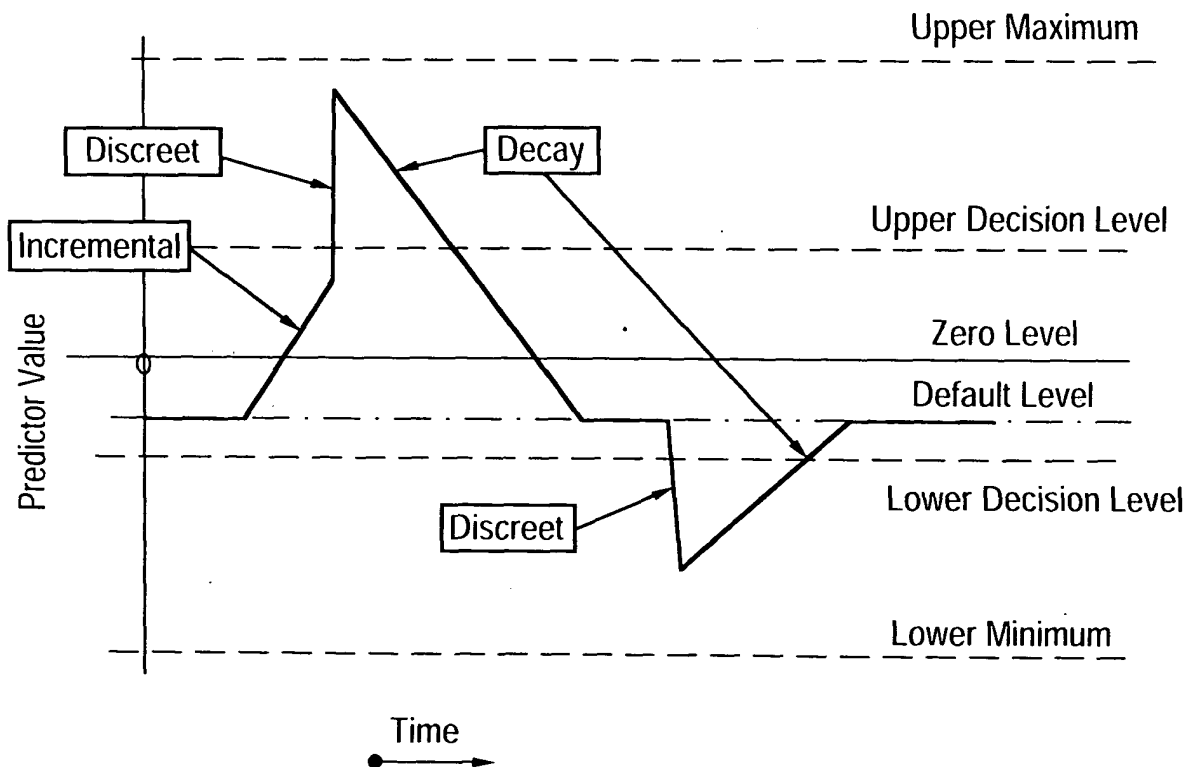 Upper Maximum
Discreet
Decay
Upper Decision Level
Incremental
Zero Level
0
Default Level
Predictor Value
Lower Decision Level
Discreet
Lower Minimum
Time